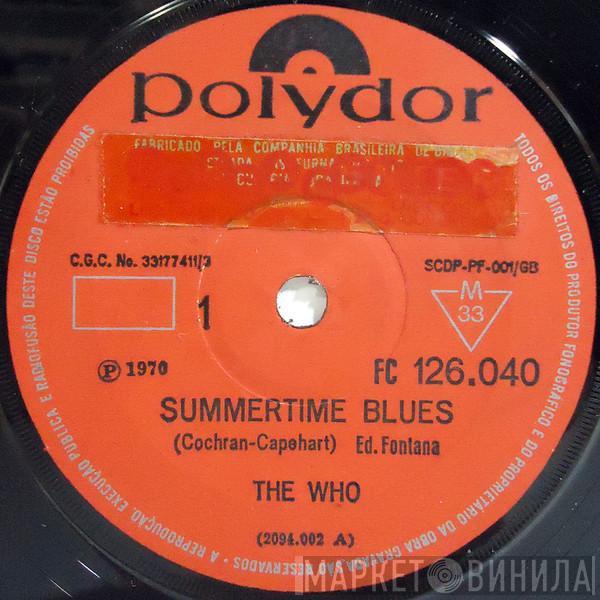 polydor
FABRICADO PELA COMPANHIA BRASILEIRA DE
C.G.C. No. 33177411/3
SCDP-PF-001/GB
1
M
33
Ⓟ 1970
FC 126.040
SUMMERTIME BLUES
(Cochran-Capehart) Ed. Fontana
THE WHO
(2094.002 A)
TODOS OS DIREITOS DO PRODUTOR FONOGRÁFICO E DO PROPRIETÁRIO DA OBRA GRAVADA SÃO RESERVADOS • A REPRODUÇÃO, EXECUÇÃO PÚBLICA E RADIOFUSÃO DESTE DISCO ESTÃO PROIBIDAS
МАРКЕТ ВИНИЛА